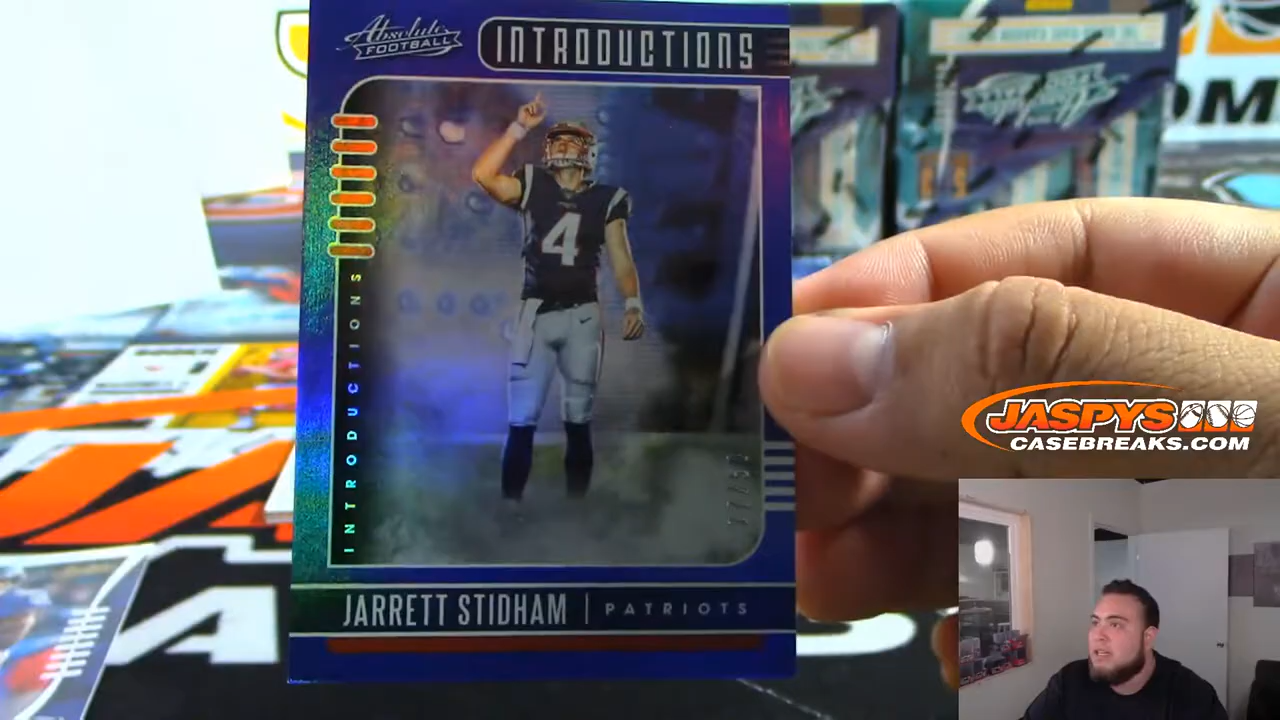 Absolute
FOOTBALL
INTRODUCTIONS
4
INTRODUCTIONS
JARRETT STIDHAM | PATRIOTS
JASPYS
CASEBREAKS.COM